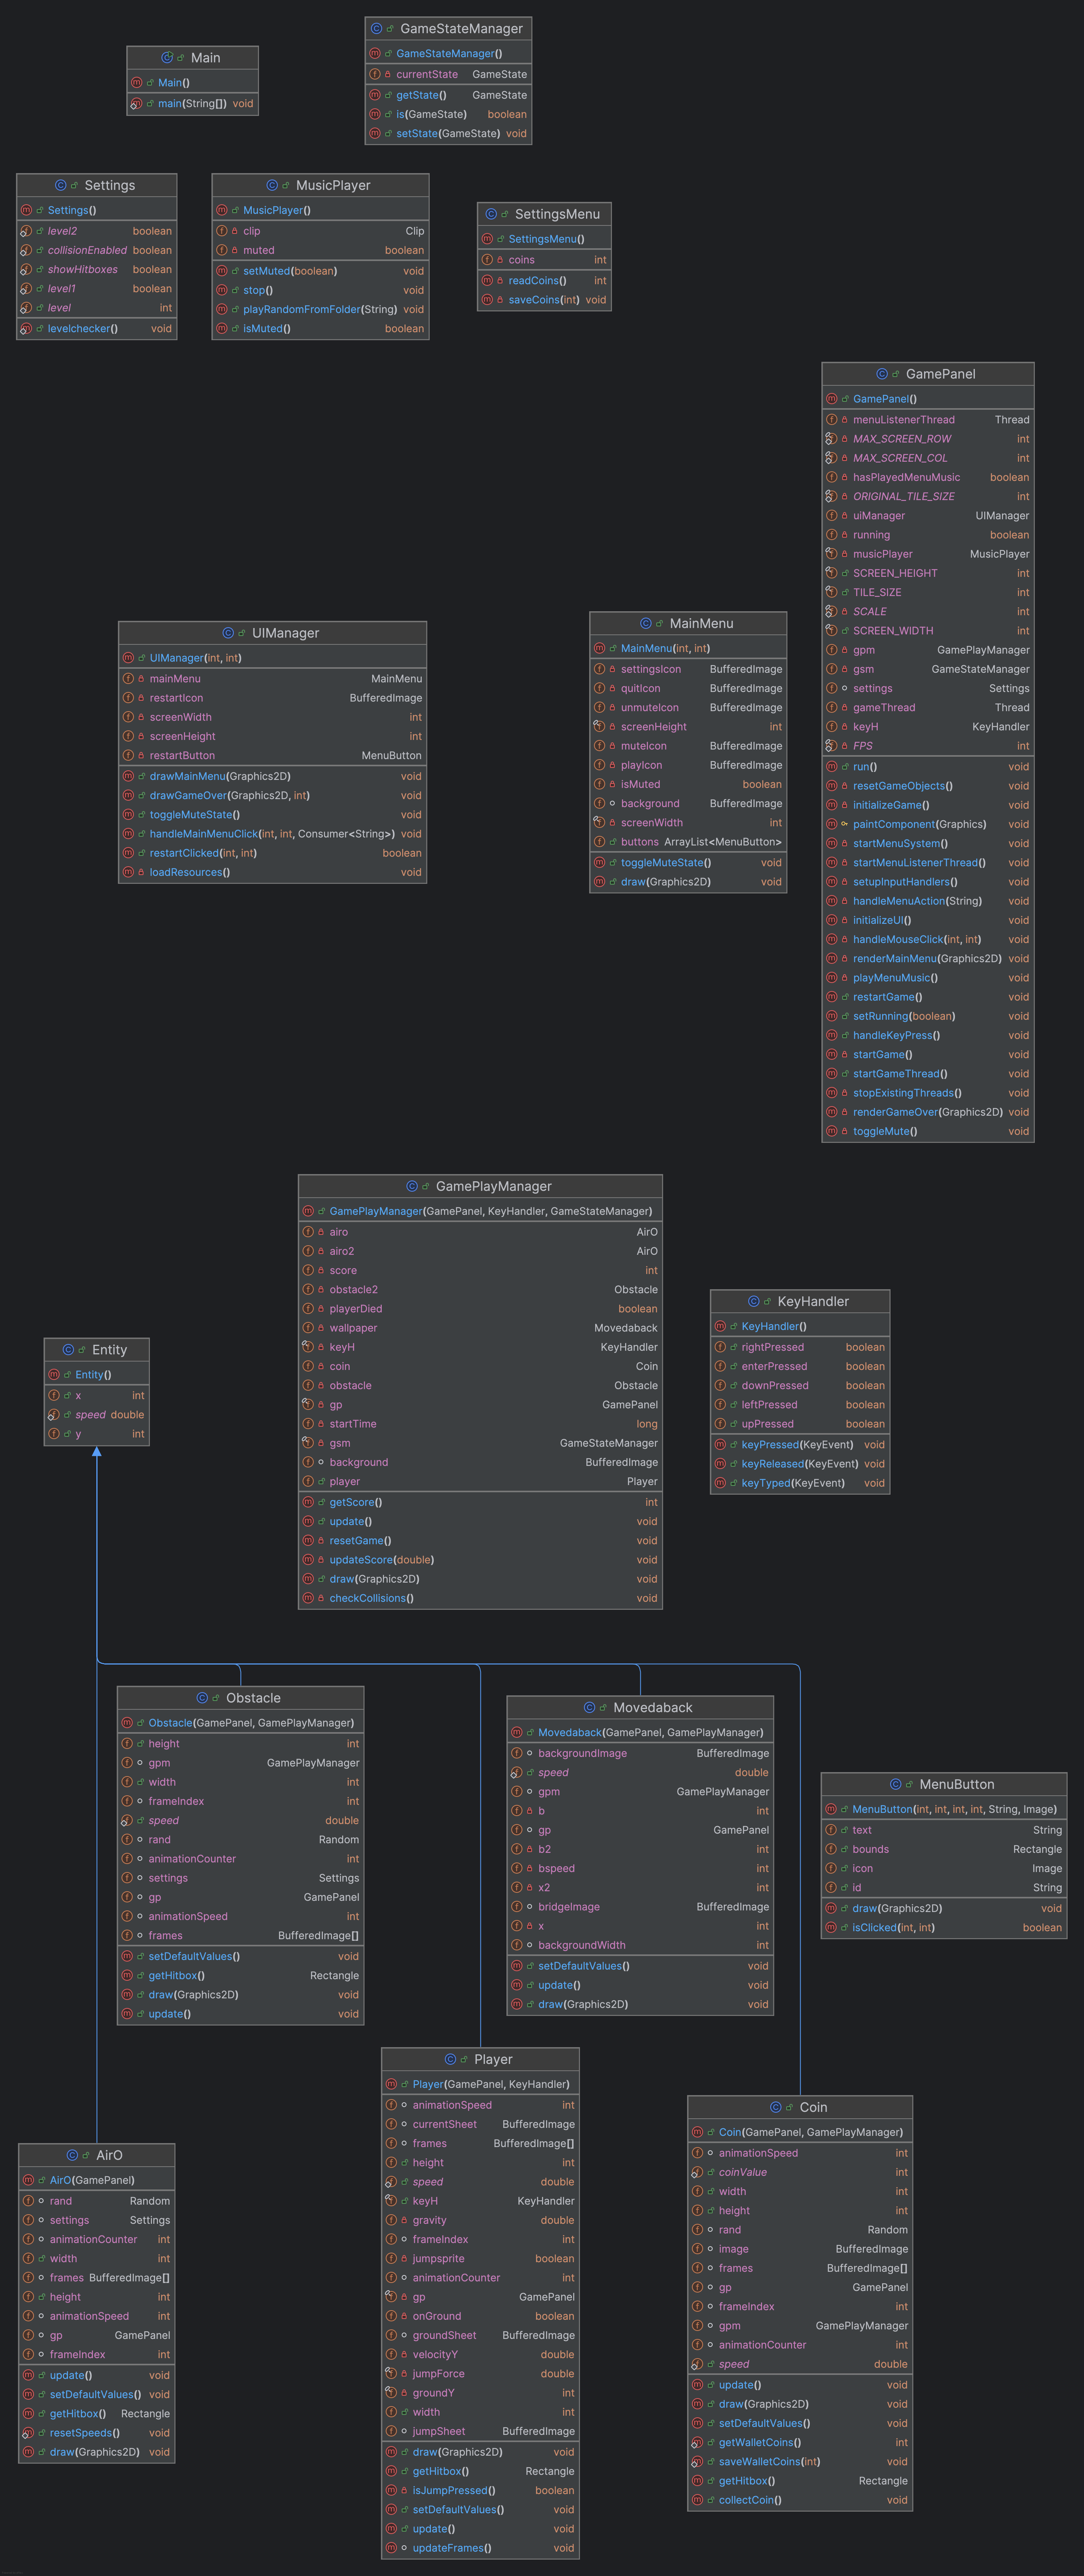 GameStateManager
GameStateManager()
currentState GameState
getState() GameState
is(GameState) boolean
setState(GameState) void
Main
Main()
main(String[]) void
Settings
Settings()
level2 boolean
collisionEnabled boolean
showHitboxes boolean
level1 boolean
level int
levelchecker() void
MusicPlayer
MusicPlayer()
clip Clip
muted boolean
setMuted(boolean) void
stop() void
playRandomFromFolder(String) void
isMuted() boolean
SettingsMenu
SettingsMenu()
coins int
readCoins() int
saveCoins(int) void
GamePanel
GamePanel()
menuListenerThread Thread
MAX_SCREEN_ROW int
MAX_SCREEN_COL int
hasPlayedMenuMusic boolean
ORIGINAL_TILE_SIZE int
uiManager UIManager
running boolean
musicPlayer MusicPlayer
SCREEN_HEIGHT int
TILE_SIZE int
SCALE int
SCREEN_WIDTH int
gpm GamePlayManager
gsm GameStateManager
settings Settings
gameThread Thread
keyH KeyHandler
FPS int
run() void
resetGameObjects() void
initializeGame() void
paintComponent(Graphics) void
startMenuSystem() void
startMenuListenerThread() void
setupInputHandlers() void
handleMenuAction(String) void
initializeUI() void
handleMouseClick(int, int) void
renderMainMenu(Graphics2D) void
playMenuMusic() void
restartGame() void
setRunning(boolean) void
handleKeyPress() void
startGame() void
startGameThread() void
stopExistingThreads() void
renderGameOver(Graphics2D) void
toggleMute() void
UIManager
UIManager(int, int)
mainMenu MainMenu
restartIcon BufferedImage
screenWidth int
screenHeight int
restartButton MenuButton
drawMainMenu(Graphics2D) void
drawGameOver(Graphics2D, int) void
toggleMuteState() void
handleMainMenuClick(int, int, Consumer<String>) void
restartClicked(int, int) boolean
loadResources() void
MainMenu
MainMenu(int, int)
settingsIcon BufferedImage
quitIcon BufferedImage
unmuteIcon BufferedImage
screenHeight int
muteIcon BufferedImage
playIcon BufferedImage
isMuted boolean
background BufferedImage
screenWidth int
buttons ArrayList<MenuButton>
toggleMuteState() void
draw(Graphics2D) void
GamePlayManager
GamePlayManager(GamePanel, KeyHandler, GameStateManager)
airo AirO
airo2 AirO
score int
obstacle2 Obstacle
playerDied boolean
wallpaper Movedaback
keyH KeyHandler
coin Coin
obstacle Obstacle
gp GamePanel
startTime long
gsm GameStateManager
background BufferedImage
player Player
getScore() int
update() void
resetGame() void
updateScore(double) void
draw(Graphics2D) void
checkCollisions() void
KeyHandler
KeyHandler()
rightPressed boolean
enterPressed boolean
downPressed boolean
leftPressed boolean
upPressed boolean
keyPressed(KeyEvent) void
keyReleased(KeyEvent) void
keyTyped(KeyEvent) void
Entity
Entity()
x int
speed double
y int
Obstacle
Obstacle(GamePanel, GamePlayManager)
height int
gpm GamePlayManager
width int
frameIndex int
speed double
rand Random
animationCounter int
settings Settings
gp GamePanel
animationSpeed int
frames BufferedImage[]
setDefaultValues() void
getHitbox() Rectangle
draw(Graphics2D) void
update() void
Movedaback
Movedaback(GamePanel, GamePlayManager)
backgroundImage BufferedImage
speed double
gpm GamePlayManager
b int
gp GamePanel
b2 int
bspeed int
x2 int
bridgeImage BufferedImage
x int
backgroundWidth int
setDefaultValues() void
update() void
draw(Graphics2D) void
MenuButton
MenuButton(int, int, int, int, String, Image)
text String
bounds Rectangle
icon Image
id String
draw(Graphics2D) void
isClicked(int, int) boolean
Player
Player(GamePanel, KeyHandler)
animationSpeed int
currentSheet BufferedImage
frames BufferedImage[]
height int
speed double
keyH KeyHandler
gravity double
frameIndex int
jumpsprite boolean
animationCounter int
gp GamePanel
onGround boolean
groundSheet BufferedImage
velocityY double
jumpForce double
groundY int
width int
jumpSheet BufferedImage
draw(Graphics2D) void
getHitbox() Rectangle
isJumpPressed() boolean
setDefaultValues() void
update() void
updateFrames() void
Coin
Coin(GamePanel, GamePlayManager)
animationSpeed int
coinValue int
width int
height int
rand Random
image BufferedImage
frames BufferedImage[]
gp GamePanel
frameIndex int
gpm GamePlayManager
animationCounter int
speed double
update() void
draw(Graphics2D) void
setDefaultValues() void
getWalletCoins() int
saveWalletCoins(int) void
getHitbox() Rectangle
collectCoin() void
AirO
AirO(GamePanel)
rand Random
settings Settings
animationCounter int
width int
frames BufferedImage[]
height int
animationSpeed int
gp GamePanel
frameIndex int
update() void
setDefaultValues() void
getHitbox() Rectangle
resetSpeeds() void
draw(Graphics2D) void